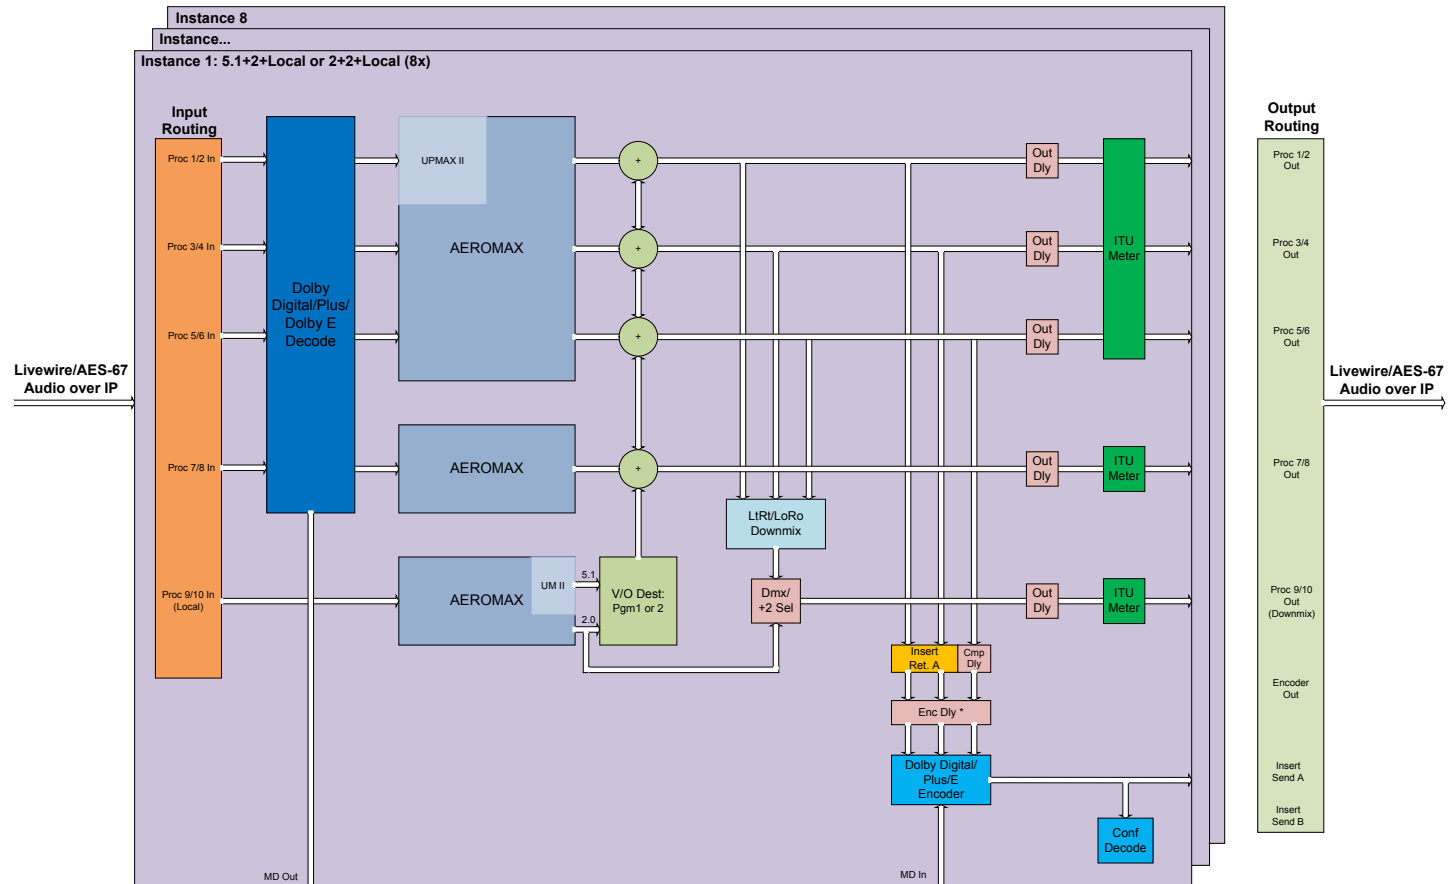 Instance 8
Instance...
Instance 1: 5.1+2+Local or 2+2+Local (8x)
Input
Routing
Output
Routing
Proc 1/2 In
UPMAX II
+
Out
Dly
Proc 1/2
Out
Proc 3/4 In
AEROMAX
+
Out
Dly
ITU
Meter
Proc 3/4
Out
Dolby
Digital/Plus/
Dolby E
Decode
Proc 5/6 In
+
Out
Dly
Proc 5/6
Out
Livewire/AES-67
Audio over IP
Livewire/AES-67
Audio over IP
Proc 7/8 In
AEROMAX
+
Out
Dly
ITU
Meter
Proc 7/8
Out
LtRt/LoRo
Downmix
Proc 9/10 In
(Local)
AEROMAX
UM II
5.1
2.0
V/O Dest:
Pgm1 or 2
Dmx/
+2 Sel
Out
Dly
ITU
Meter
Proc 9/10
Out
(Downmix)
Insert
Ret. A
Cmp
Dly
Encoder
Out
Enc Dly *
Dolby Digital/
Plus/E
Encoder
Insert
Send A
Insert
Send B
Conf
Decode
MD Out
MD In